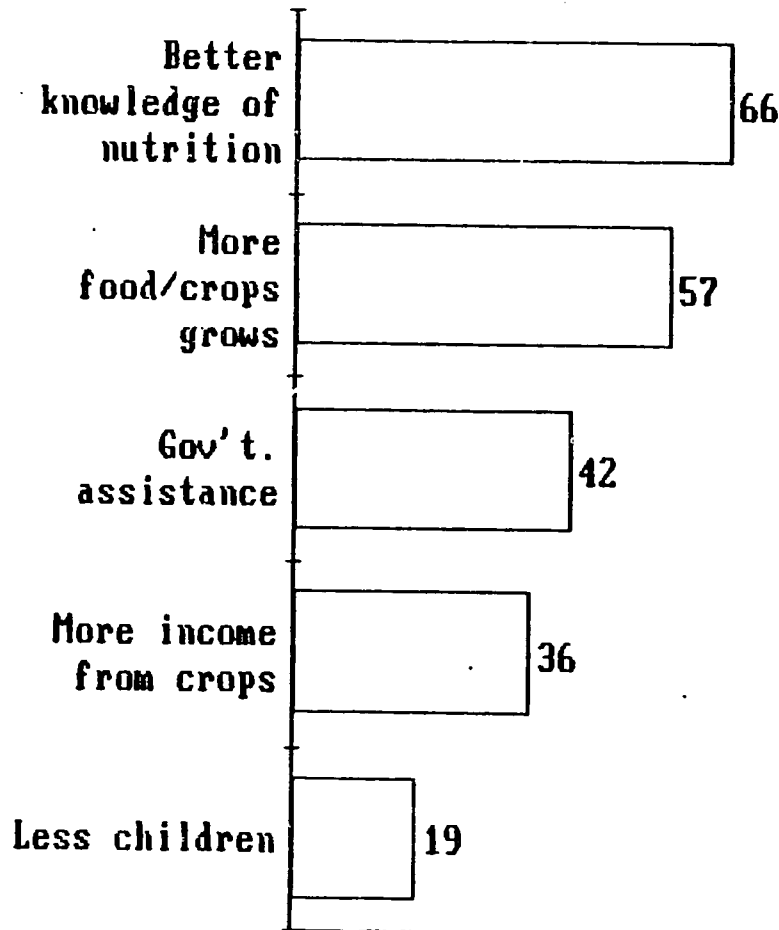 Better
knowledge of
nutrition
66
More
food/crops
grows
57
Gov't.
assistance
42
More income
from crops
36
Less children
19